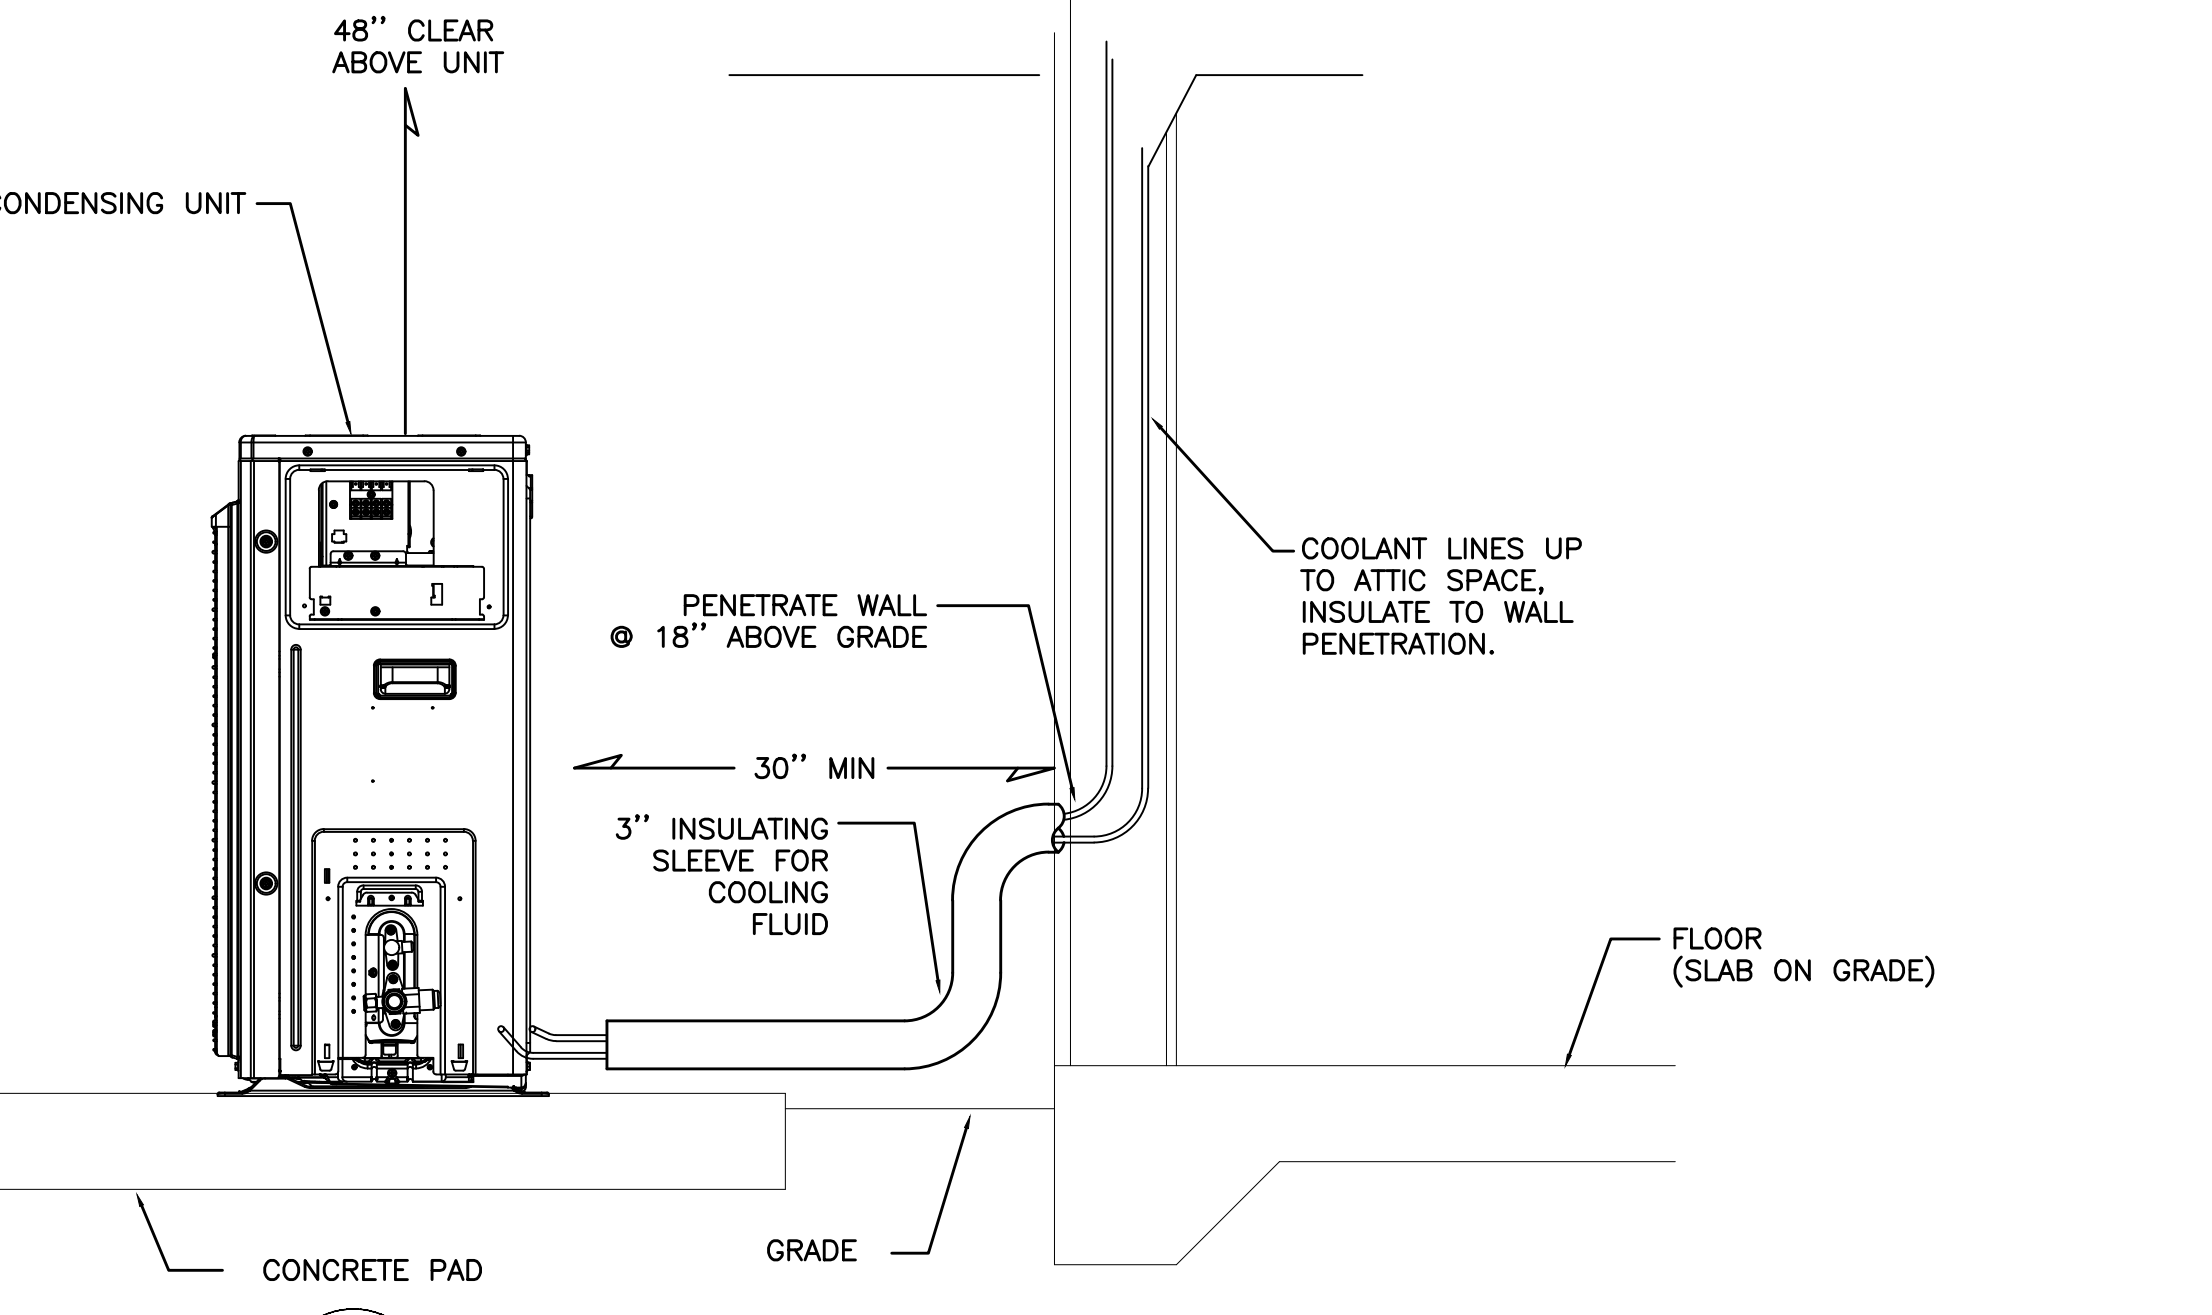 48" CLEAR
ABOVE UNIT
CONDENSING UNIT
COOLANT LINES UP
TO ATTIC SPACE,
INSULATE TO WALL
PENETRATION.
PENETRATE WALL
@ 18" ABOVE GRADE
30" MIN
3" INSULATING
SLEEVE FOR
COOLING
FLUID
FLOOR
(SLAB ON GRADE)
GRADE
CONCRETE PAD